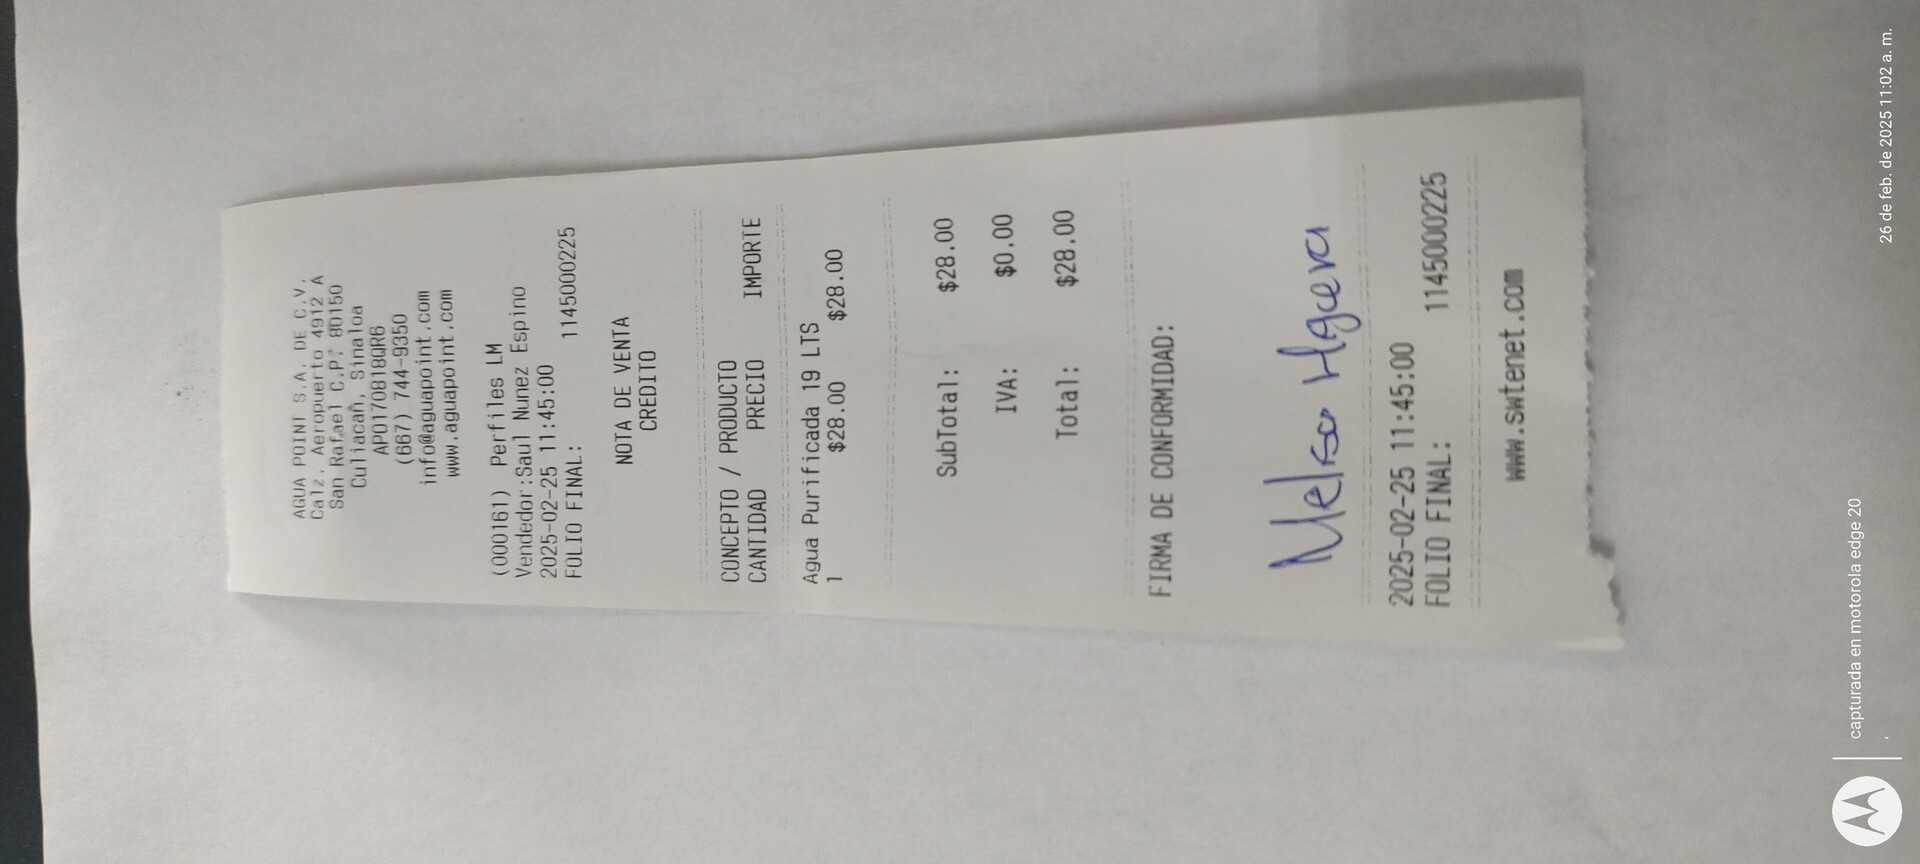 AGUA POINT S.A. DE C.V.
Calz. Aeropuerto 4912 A
San Rafael C.P. 80150
Culiacan, Sinaloa
APO170818QR6
(667) 744-9350
info@aguapoint.com
www.aguapoint.com
(000161) Perfiles LM
Vendedor:Saul Nunez Espino
2025-02-25 11:45:00
FOLIO FINAL: 1145000225
NOTA DE VENTA
CREDITO
CONCEPTO / PRODUCTO
CANTIDAD PRECIO IMPORTE
Agua Purificada 19 LTS
1 $28.00 $28.00
SubTotal: $28.00
IVA: $0.00
Total: $28.00
FIRMA DE CONFORMIDAD:
2025-02-25 11:45:00
FOLIO FINAL: 1145000225
www.swtenet.com
capturada en motorola edge 20
26 de feb. de 2025 11:02 a. m.